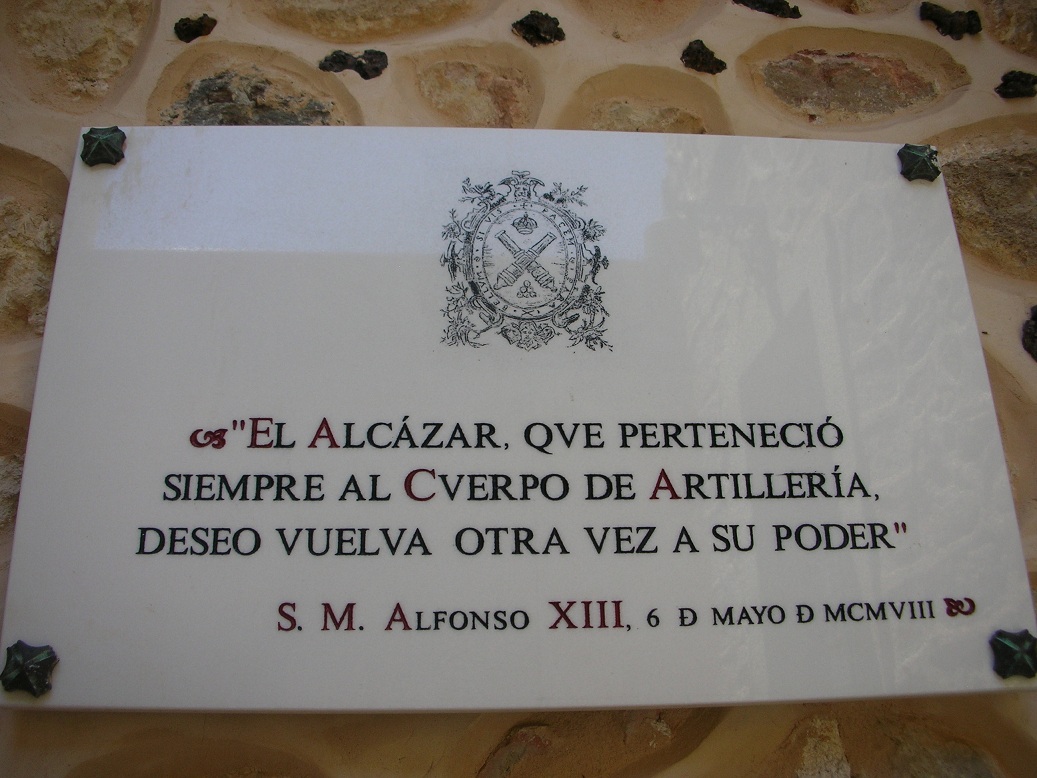 "EL ALCÁZAR, QVE PERTENECIÓ
SIEMPRE AL CVERPO DE ARTILLERÍA,
DESEO VUELVA OTRA VEZ A SU PODER"
S. M. ALFONSO XIII, 6 Đ MAYO Đ MCMVIII